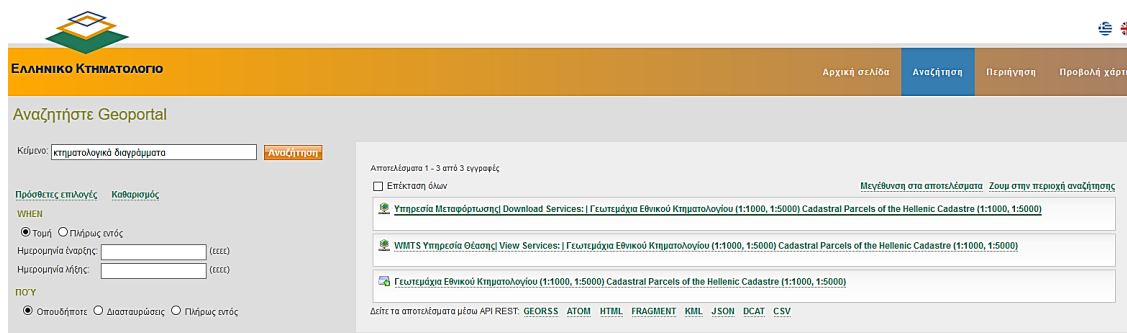 Ελληνικο Κτηματολογιο
Αρχική σελίδα Αναζήτηση Περιήγηση Προβολή χάρτη
Αναζητήστε Geoportal
Κείμενο: κτηματολογικά διαγράμματα Αναζήτηση
Πρόσθετες επιλογές Καθαρισμός
WHEN
Τομή Πλήρως εντός
Ημερομηνία έναρξης: (εεεε)
Ημερομηνία λήξης: (εεεε)
ΠΟΎ
Οπουδήποτε Διασταυρώσεις Πλήρως εντός
Αποτελέσματα 1 - 3 από 3 εγγραφές
Επέκταση όλων Μεγέθυνση στα αποτελέσματα Ζουμ στην περιοχή αναζήτησης
Υπηρεσία Μεταφόρτωσης| Download Services: | Γεωτεμάχια Εθνικού Κτηματολογίου (1:1000, 1:5000) Cadastral Parcels of the Hellenic Cadastre (1:1000, 1:5000)
WMTS Υπηρεσία Θέασης| View Services: | Γεωτεμάχια Εθνικού Κτηματολογίου (1:1000, 1:5000) Cadastral Parcels of the Hellenic Cadastre (1:1000, 1:5000)
Γεωτεμάχια Εθνικού Κτηματολογίου (1:1000, 1:5000) Cadastral Parcels of the Hellenic Cadastre (1:1000, 1:5000)
Δείτε τα αποτελέσματα μέσω API REST: GEORSS ATOM HTML FRAGMENT KML JSON DCAT CSV